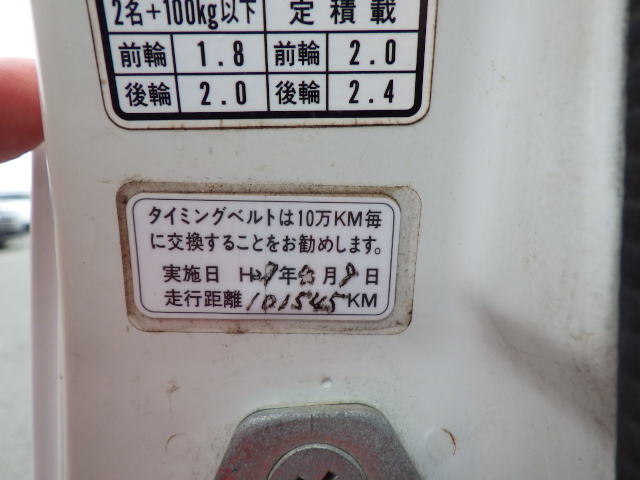 2名+100kg以下 定積載
前輪 1.8 前輪 2.0
後輪 2.0 後輪 2.4
タイミングベルトは10万KM毎
に交換することをお勧めします。
実施日 H 年 月 9 日
走行距離 101545KM